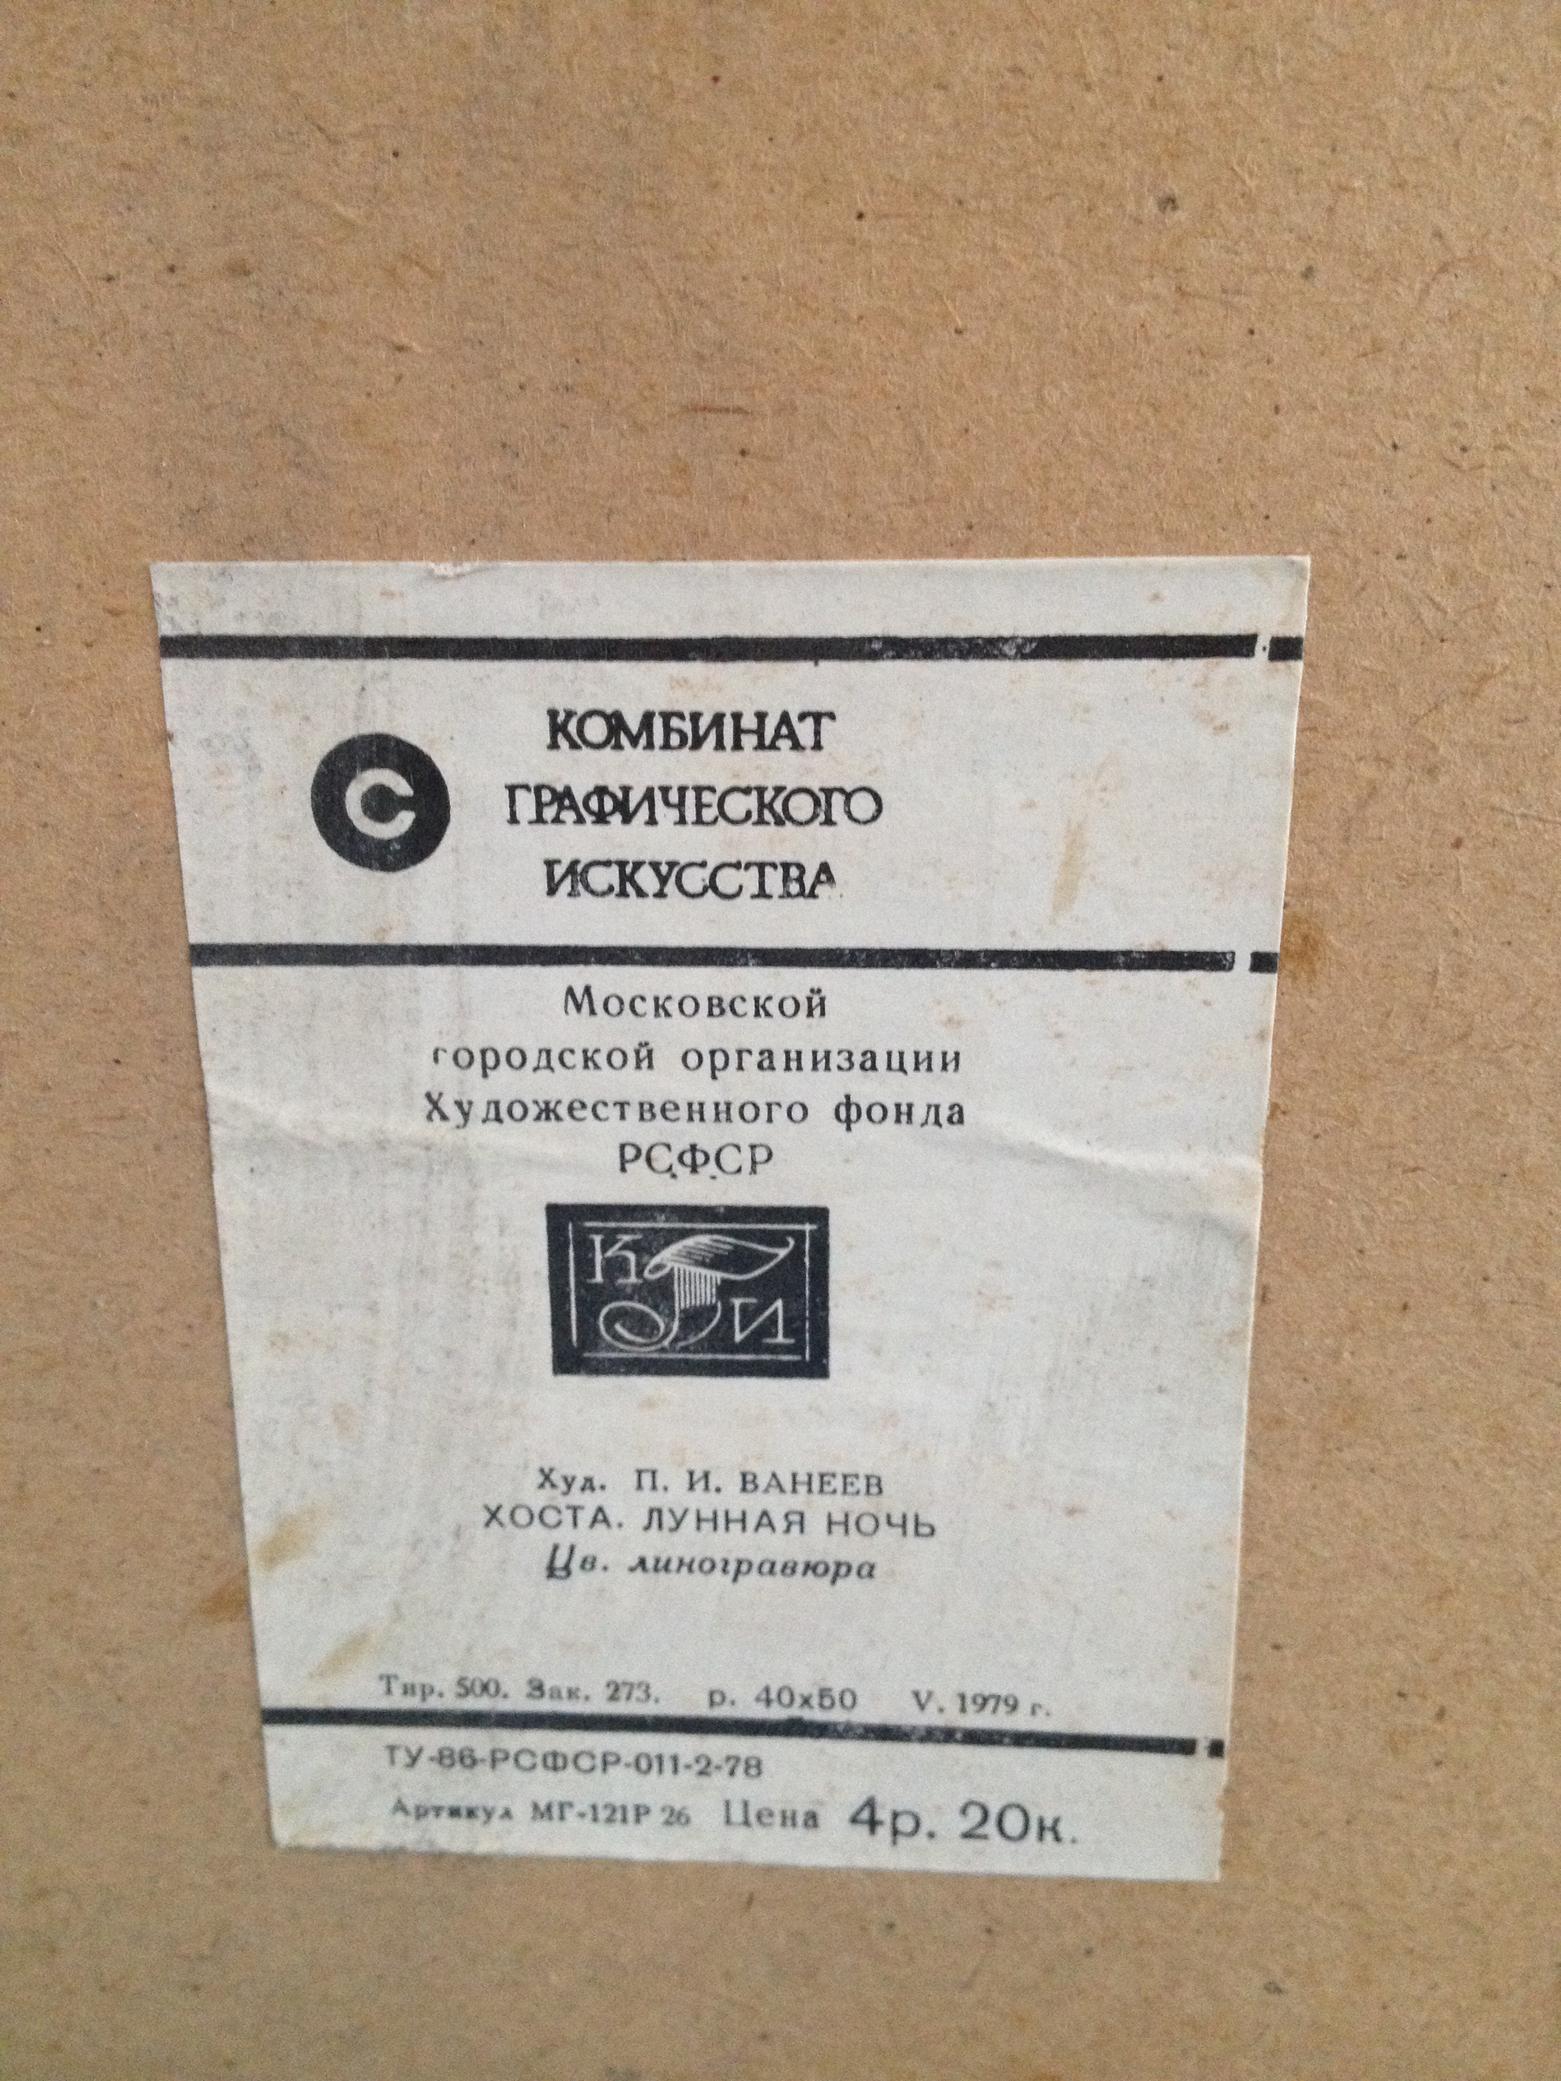 С
КОМБИНАТ
ГРАФИЧЕСКОГО
ИСКУССТВА
Московской
городской организации
Художественного фонда
РСФСР
КГИ
Худ. П. И. ВАНЕЕВ
ХОСТА. ЛУННАЯ НОЧЬ
Цв. линогравюра
Тир. 500. Зак. 273. р. 40х50 V. 1979 г.
ТУ-86-РСФСР-011-2-78
Артикул МГ-121Р 26 Цена 4р. 20к.